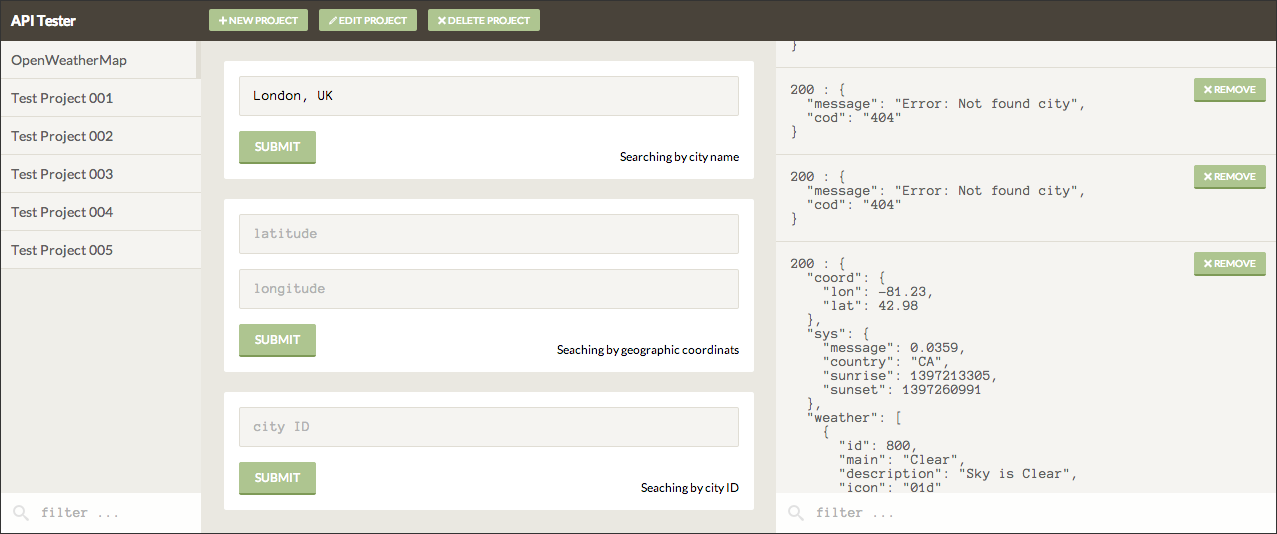 API Tester
NEW PROJECT
EDIT PROJECT
DELETE PROJECT
OpenWeatherMap
Test Project 001
Test Project 002
Test Project 003
Test Project 004
Test Project 005
filter ...
London, UK
SUBMIT
Searching by city name
latitude
longitude
SUBMIT
Seaching by geographic coordinats
city ID
SUBMIT
Seaching by city ID
}
200 : {
"message": "Error: Not found city",
"cod": "404"
}
REMOVE
200 : {
"message": "Error: Not found city",
"cod": "404"
}
REMOVE
200 : {
"coord": {
"lon": -81.23,
"lat": 42.98
},
"sys": {
"message": 0.0359,
"country": "CA",
"sunrise": 1397213305,
"sunset": 1397260991
},
"weather": [
{
"id": 800,
"main": "Clear",
"description": "Sky is Clear",
"icon": "01d"
REMOVE
filter ...